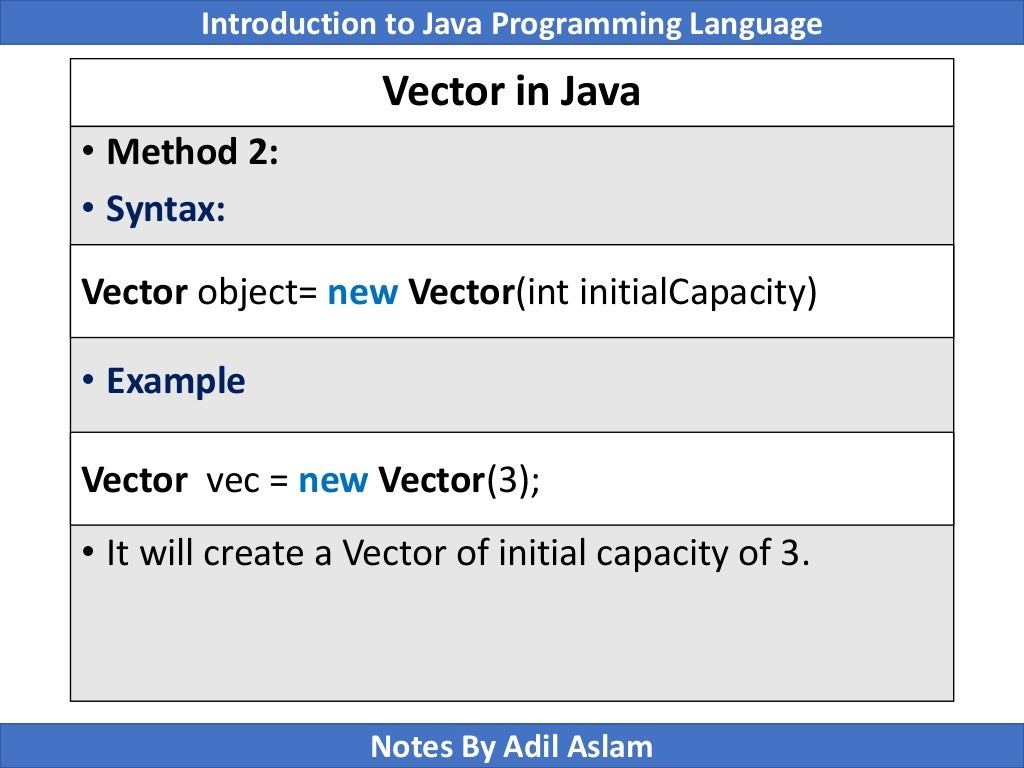 Introduction to Java Programming Language
Vector in Java
• Method 2:
• Syntax:
Vector object= new Vector(int initialCapacity)
• Example
Vector  vec = new Vector(3);
• It will create a Vector of initial capacity of 3.
Notes By Adil Aslam